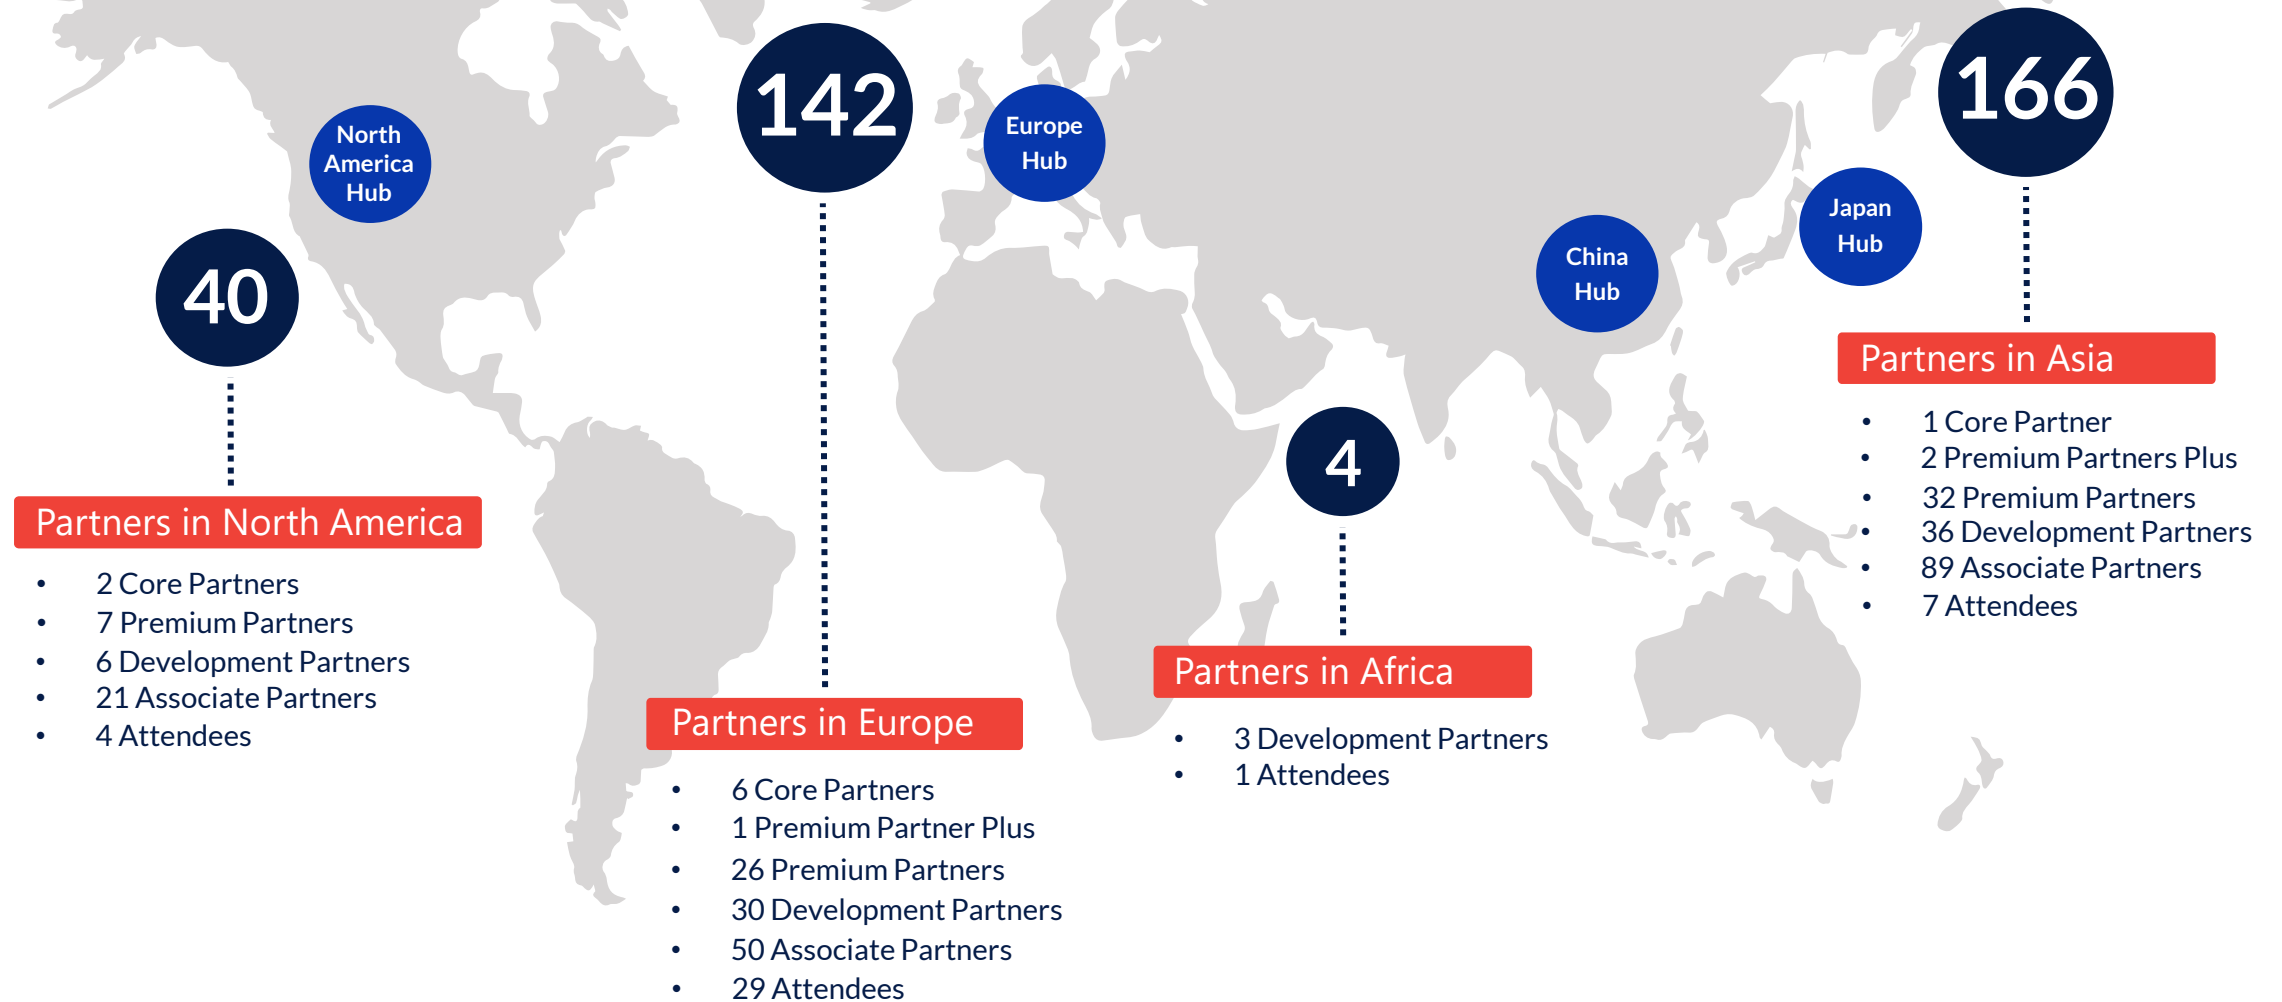 North
America
Hub
40
Partners in North America
• 2 Core Partners
• 7 Premium Partners
• 6 Development Partners
• 21 Associate Partners
• 4 Attendees
142
Europe
Hub
Partners in Europe
• 6 Core Partners
• 1 Premium Partner Plus
• 26 Premium Partners
• 30 Development Partners
• 50 Associate Partners
• 29 Attendees
4
Partners in Africa
• 3 Development Partners
• 1 Attendees
China
Hub
Japan
Hub
166
Partners in Asia
• 1 Core Partner
• 2 Premium Partners Plus
• 32 Premium Partners
• 36 Development Partners
• 89 Associate Partners
• 7 Attendees